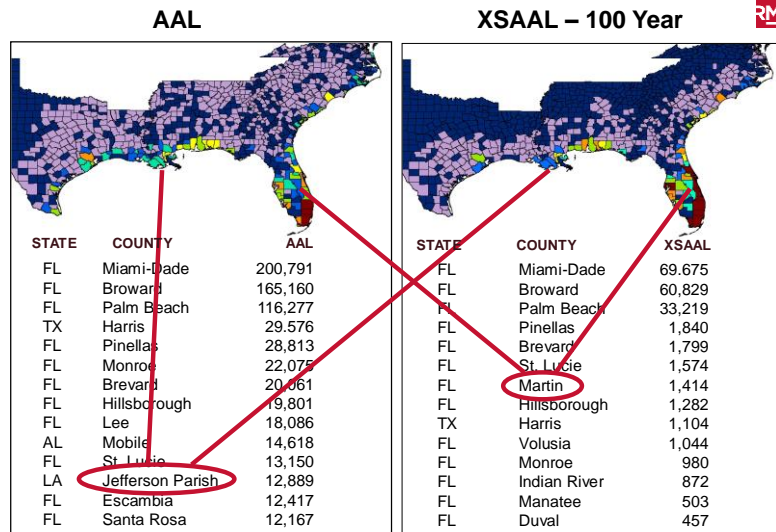 AAL
XSAAL – 100 Year
RM
STATE COUNTY AAL
FL Miami-Dade 200,791
FL Broward 165,160
FL Palm Beach 116,277
TX Harris 29.576
FL Pinellas 28,813
FL Monroe 22,075
FL Brevard 20,061
FL Hillsborough 19,801
FL Lee 18,086
AL Mobile 14,618
FL St. Lucie 13,150
LA Jefferson Parish 12,889
FL Escambia 12,417
FL Santa Rosa 12,167
STATE COUNTY XSAAL
FL Miami-Dade 69.675
FL Broward 60,829
FL Palm Beach 33,219
FL Pinellas 1,840
FL Brevard 1,799
FL St. Lucie 1,574
FL Martin 1,414
FL Hillsborough 1,282
TX Harris 1,104
FL Volusia 1,044
FL Monroe 980
FL Indian River 872
FL Manatee 503
FL Duval 457